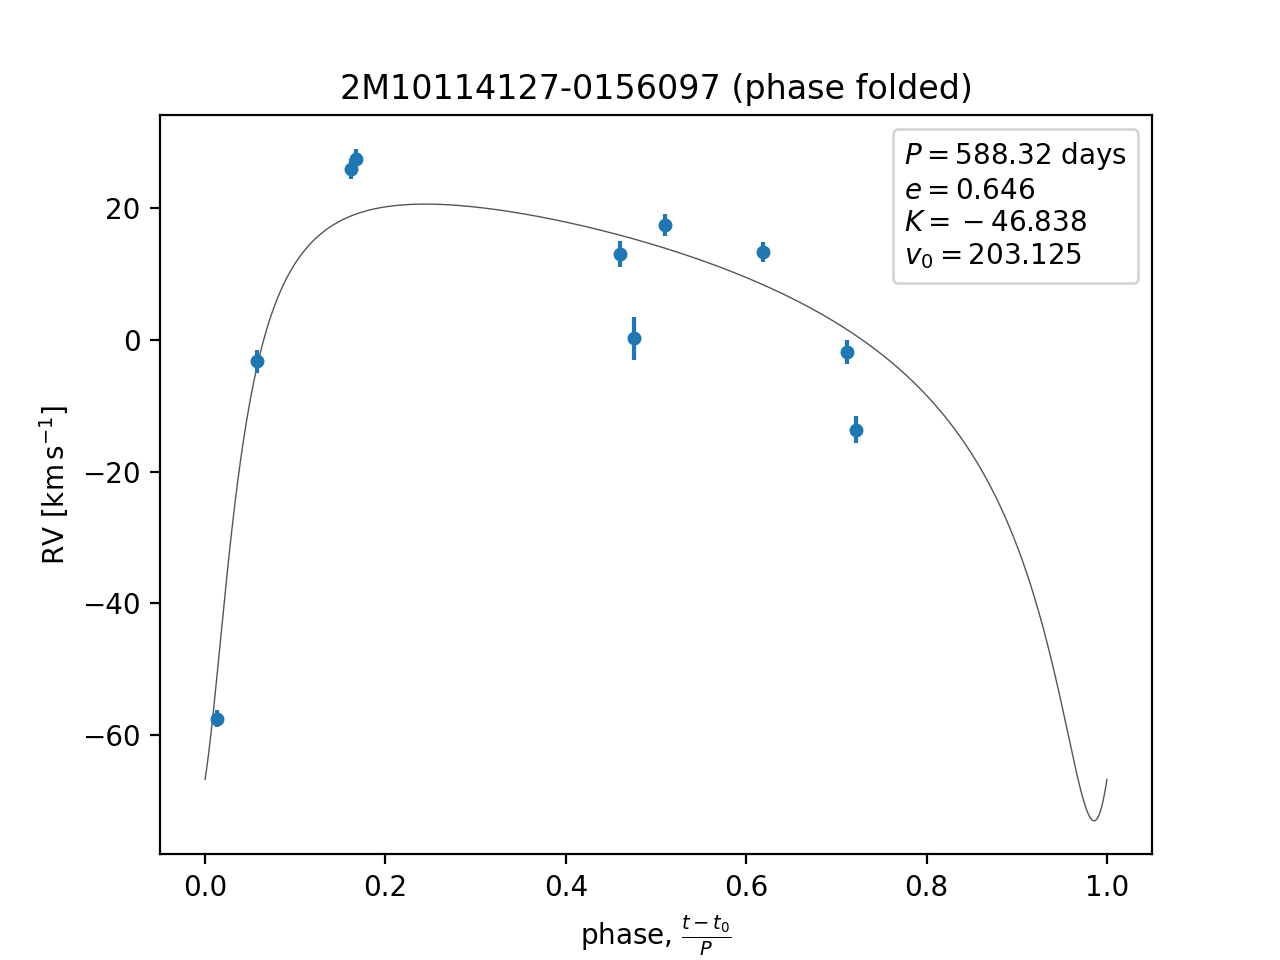 2M10114127-0156097 (phase folded)
P = 588.32 days
e = 0.646
K = −46.838
v₀ = 203.125
20
0
−20
−40
−60
RV [km s⁻¹]
0.0 0.2 0.4 0.6 0.8 1.0
phase, (t − t₀)/P